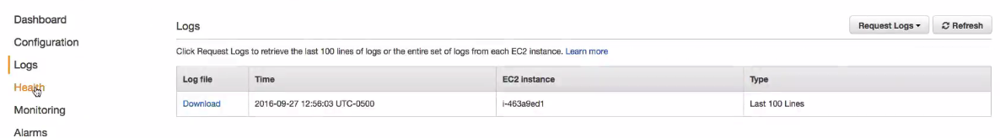 Dashboard
Configuration
Logs
Health
Monitoring
Alarms
Logs
Request Logs
Refresh
Click Request Logs to retrieve the last 100 lines of logs or the entire set of logs from each EC2 instance. Learn more
Log file Time EC2 instance Type
Download 2016-09-27 12:56:03 UTC-0500 i-463a9ed1 Last 100 Lines